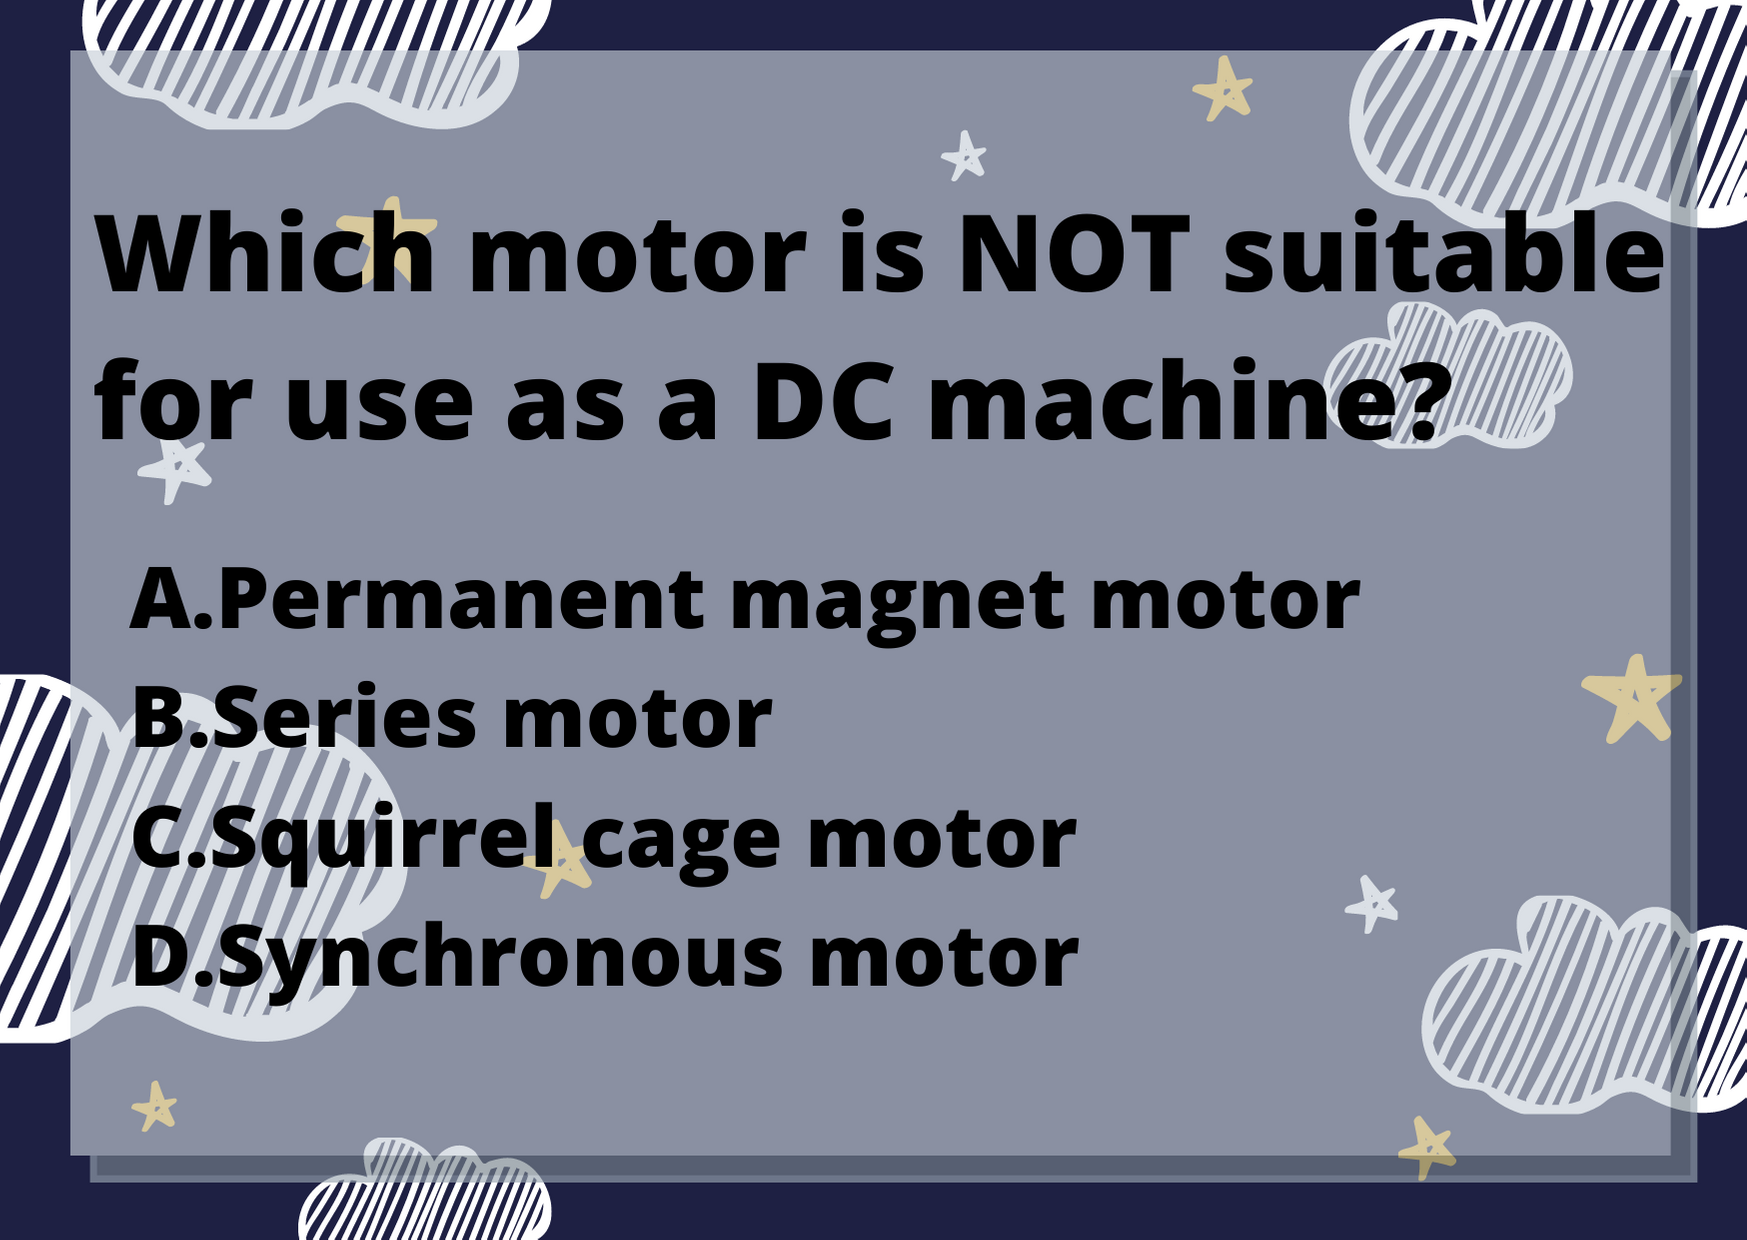 Which motor is NOT suitable
for use as a DC machine?
A.Permanent magnet motor
B.Series motor
C.Squirrel cage motor
D.Synchronous motor